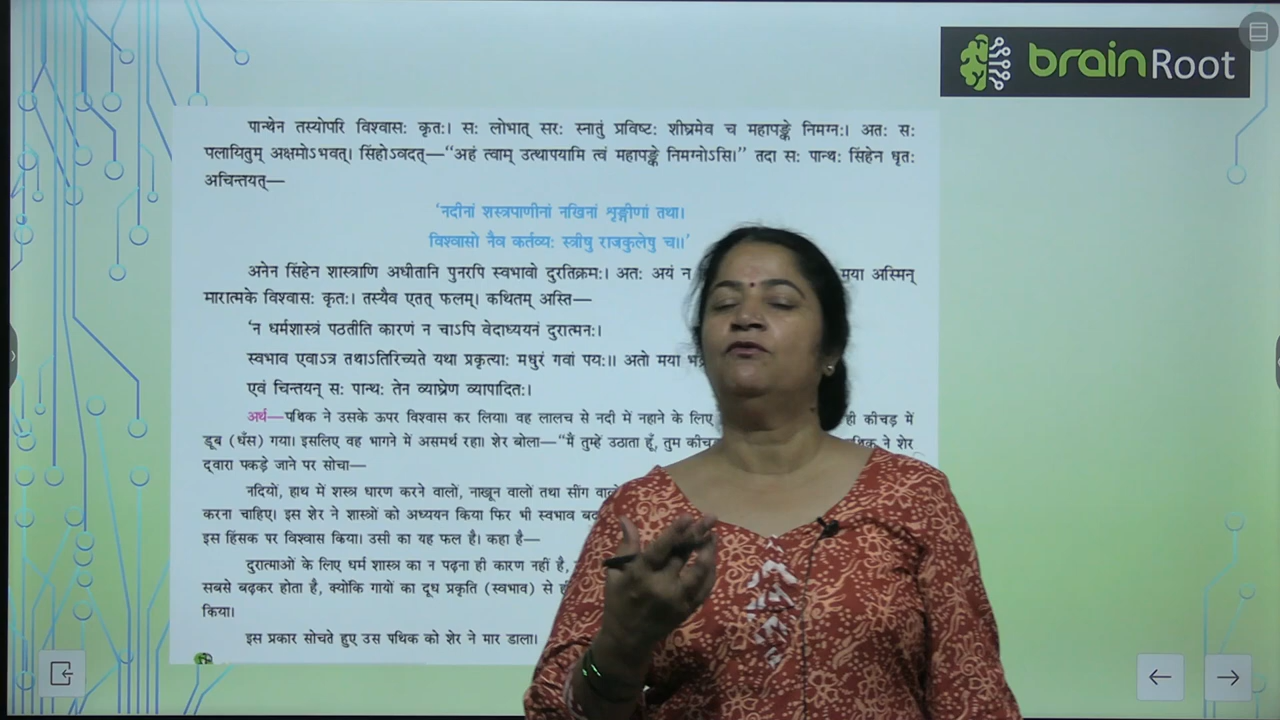 brainRoot
पान्थेन तस्योपरि विश्वासः कृतः। सः लोभात् सरः स्नातुं प्रविष्टः शीघ्रमेव च महापङ्के निमग्नः। अतः सः
पलायितुम् अक्षमोऽभवत्। सिंहोऽवदत्—“अहं त्वाम् उत्थापयामि त्वं महापङ्के निमग्नोऽसि।” तदा सः पान्थः सिंहेन धृतः
अचिन्तयत्—
‘नदीनां शस्त्रपाणीनां नखिनां शृङ्गीणां तथा।
विश्वासो नैव कर्तव्यः स्त्रीषु राजकुलेषु च॥’
अनेन सिंहेन शास्त्राणि अधीतानि पुनरपि स्वभावो दुरतिक्रमः। अतः अयं न मया अस्मिन्
मारात्मके विश्वासः कृतः। तस्यैव एतत् फलम्। कथितम् अस्ति—
‘न धर्मशास्त्रं पठतीति कारणं न चाऽपि वेदाध्ययनं दुरात्मनः।
स्वभाव एवाऽत्र तथाऽतिरिच्यते यथा प्रकृत्याः मधुरं गवां पयः॥ अतो मया
एवं चिन्तयन् सः पान्थः तेन व्याघ्रेण व्यापादितः।
अर्थ—पथिक ने उसके ऊपर विश्वास कर लिया। वह लालच से नदी में नहाने के लिए ही कीचड़ में
डूब (धँस) गया। इसलिए वह भागने में असमर्थ रहा। शेर बोला—“मैं तुम्हें उठाता हूँ, तुम ने शेर
द्वारा पकड़े जाने पर सोचा—
नदियों, हाथ में शस्त्र धारण करने वालों, नाखून वालों तथा सींग
करना चाहिए। इस शेर ने शास्त्रों को अध्ययन किया फिर भी स्वभाव
इस हिंसक पर विश्वास किया। उसी का यह फल है। कहा है—
दुरात्माओं के लिए धर्म शास्त्र का न पढ़ना ही कारण नहीं है,
सबसे बढ़कर होता है, क्योंकि गायों का दूध प्रकृति (स्वभाव) से
किया।
इस प्रकार सोचते हुए उस पथिक को शेर ने मार डाला।